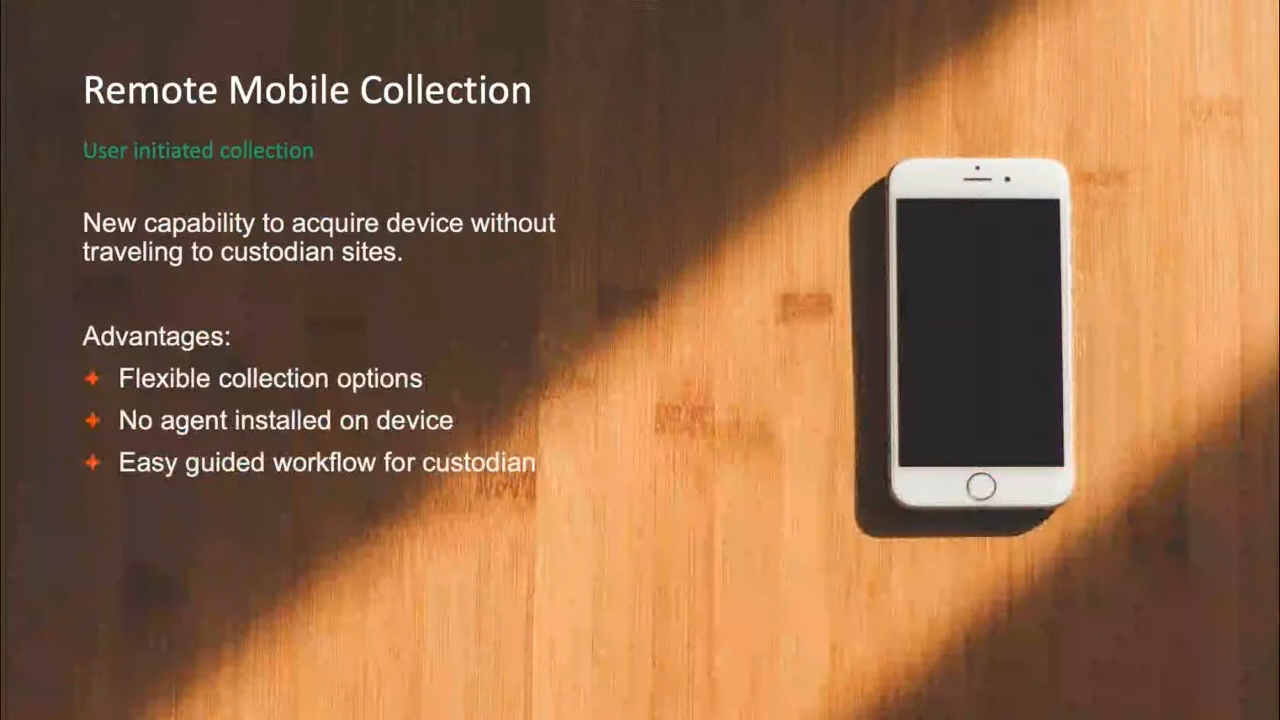 Remote Mobile Collection
User initiated collection
New capability to acquire device without
traveling to custodian sites.
Advantages:
Flexible collection options
No agent installed on device
Easy guided workflow for custodian